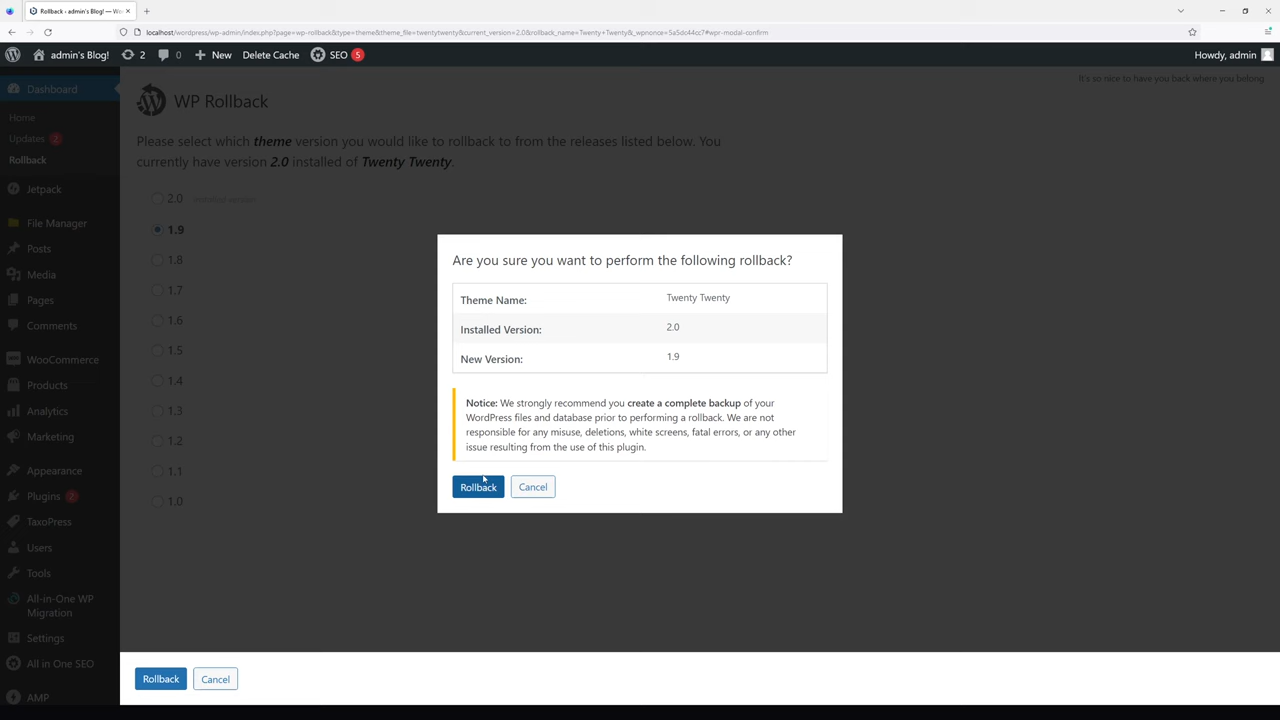 Rollback ‹ admin's Blog! — Wo
localhost/wordpress/wp-admin/index.php?page=wp-rollback&type=theme&theme_file=twentytwenty&current_version=2.0&rollback_name=Twenty+Twenty&_wpnonce=5a5dc44cc7#wpr-modal-confirm
admin's Blog! 2 0 New Delete Cache SEO 5 Howdy, admin
It's so nice to have you back where you belong
Dashboard
Home
Updates 2
Rollback
Jetpack
File Manager
Posts
Media
Pages
Comments
WooCommerce
Products
Analytics
Marketing
Appearance
Plugins 2
TaxoPress
Users
Tools
All-in-One WP
Migration
Settings
All in One SEO
AMP
WP Rollback
Please select which theme version you would like to rollback to from the releases listed below. You
currently have version 2.0 installed of Twenty Twenty.
2.0 Installed Version
1.9
1.8
1.7
1.6
1.5
1.4
1.3
1.2
1.1
1.0
Are you sure you want to perform the following rollback?
Theme Name: Twenty Twenty
Installed Version: 2.0
New Version: 1.9
Notice: We strongly recommend you create a complete backup of your
WordPress files and database prior to performing a rollback. We are not
responsible for any misuse, deletions, white screens, fatal errors, or any other
issue resulting from the use of this plugin.
Rollback Cancel
Rollback Cancel